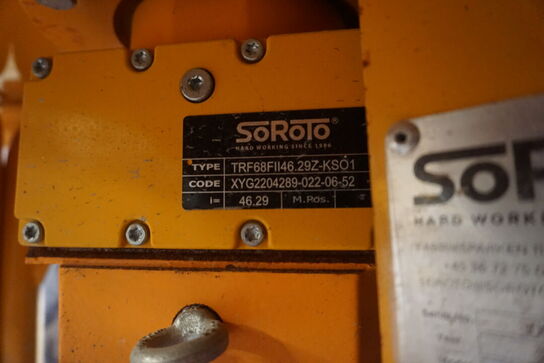 SOROTO
HARD WORKING SINCE 1986
TYPE TRF68FII46.29Z-KSO1
CODE XYG2204289-022-06-52
i= 46.29 M.Pos.
SOR
HARD WORK